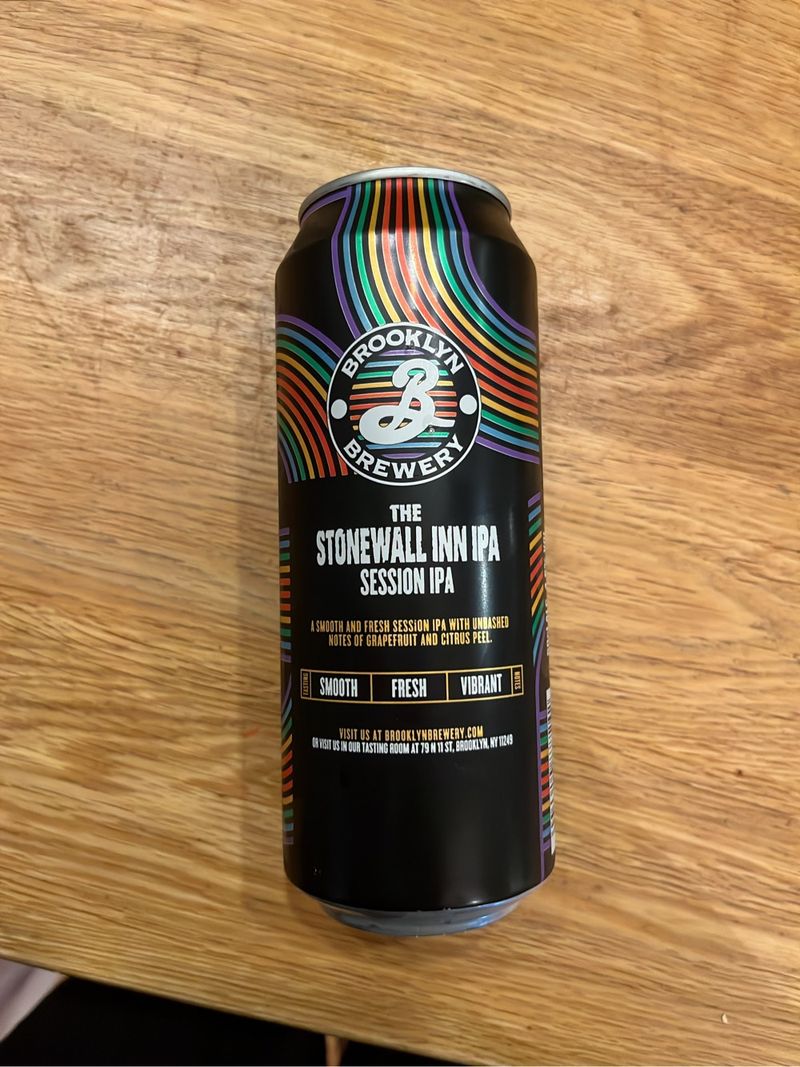 BROOKLYN
B
BREWERY
THE
STONEWALL INN IPA
SESSION IPA
A SMOOTH AND FRESH SESSION IPA WITH UNBASHED
NOTES OF GRAPEFRUIT AND CITRUS PEEL.
TASTING SMOOTH FRESH VIBRANT NOTES
VISIT US AT BROOKLYNBREWERY.COM
OR VISIT US IN OUR TASTING ROOM AT 79 N 11 ST, BROOKLYN, NY 11249